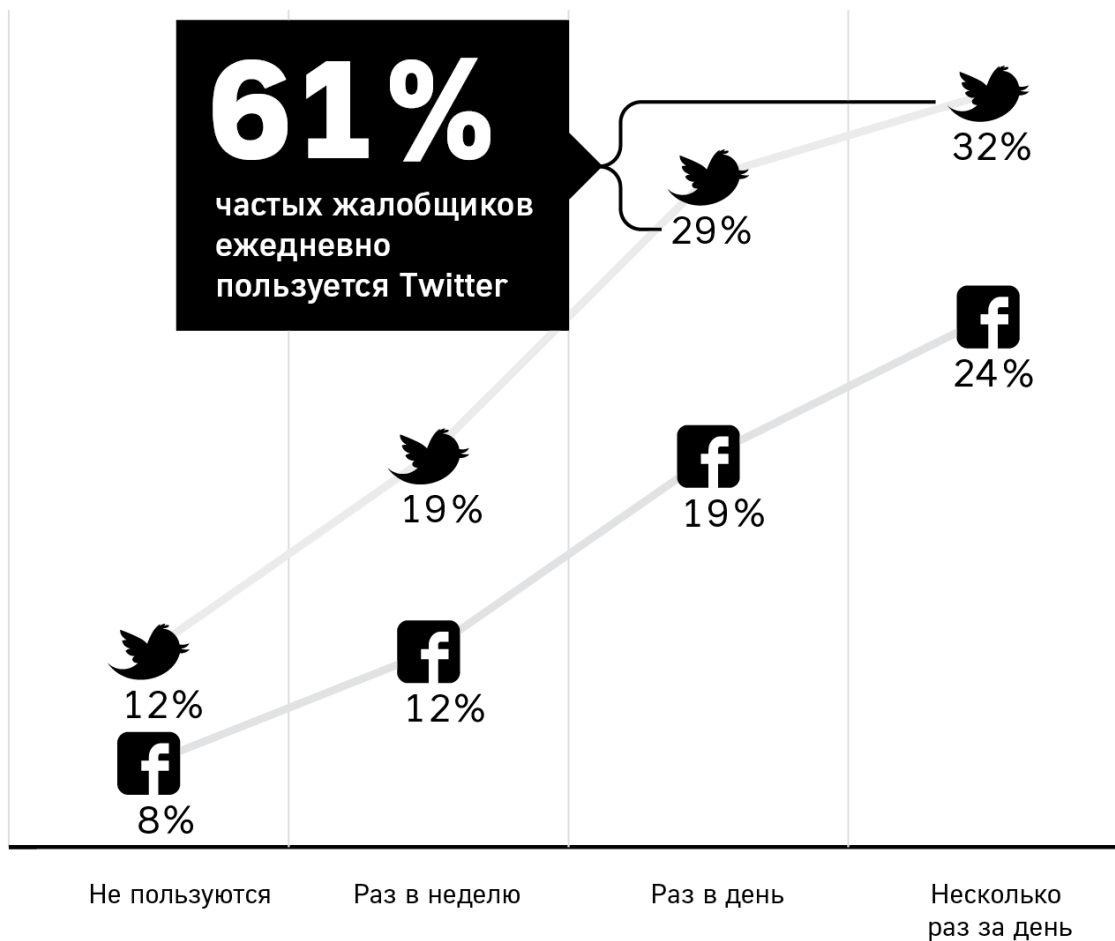 61%
частых жалобщиков
ежедневно
пользуется Twitter
32%
29%
24%
19%
19%
12%
12%
8%
Не пользуются
Раз в неделю
Раз в день
Несколько
раз за день